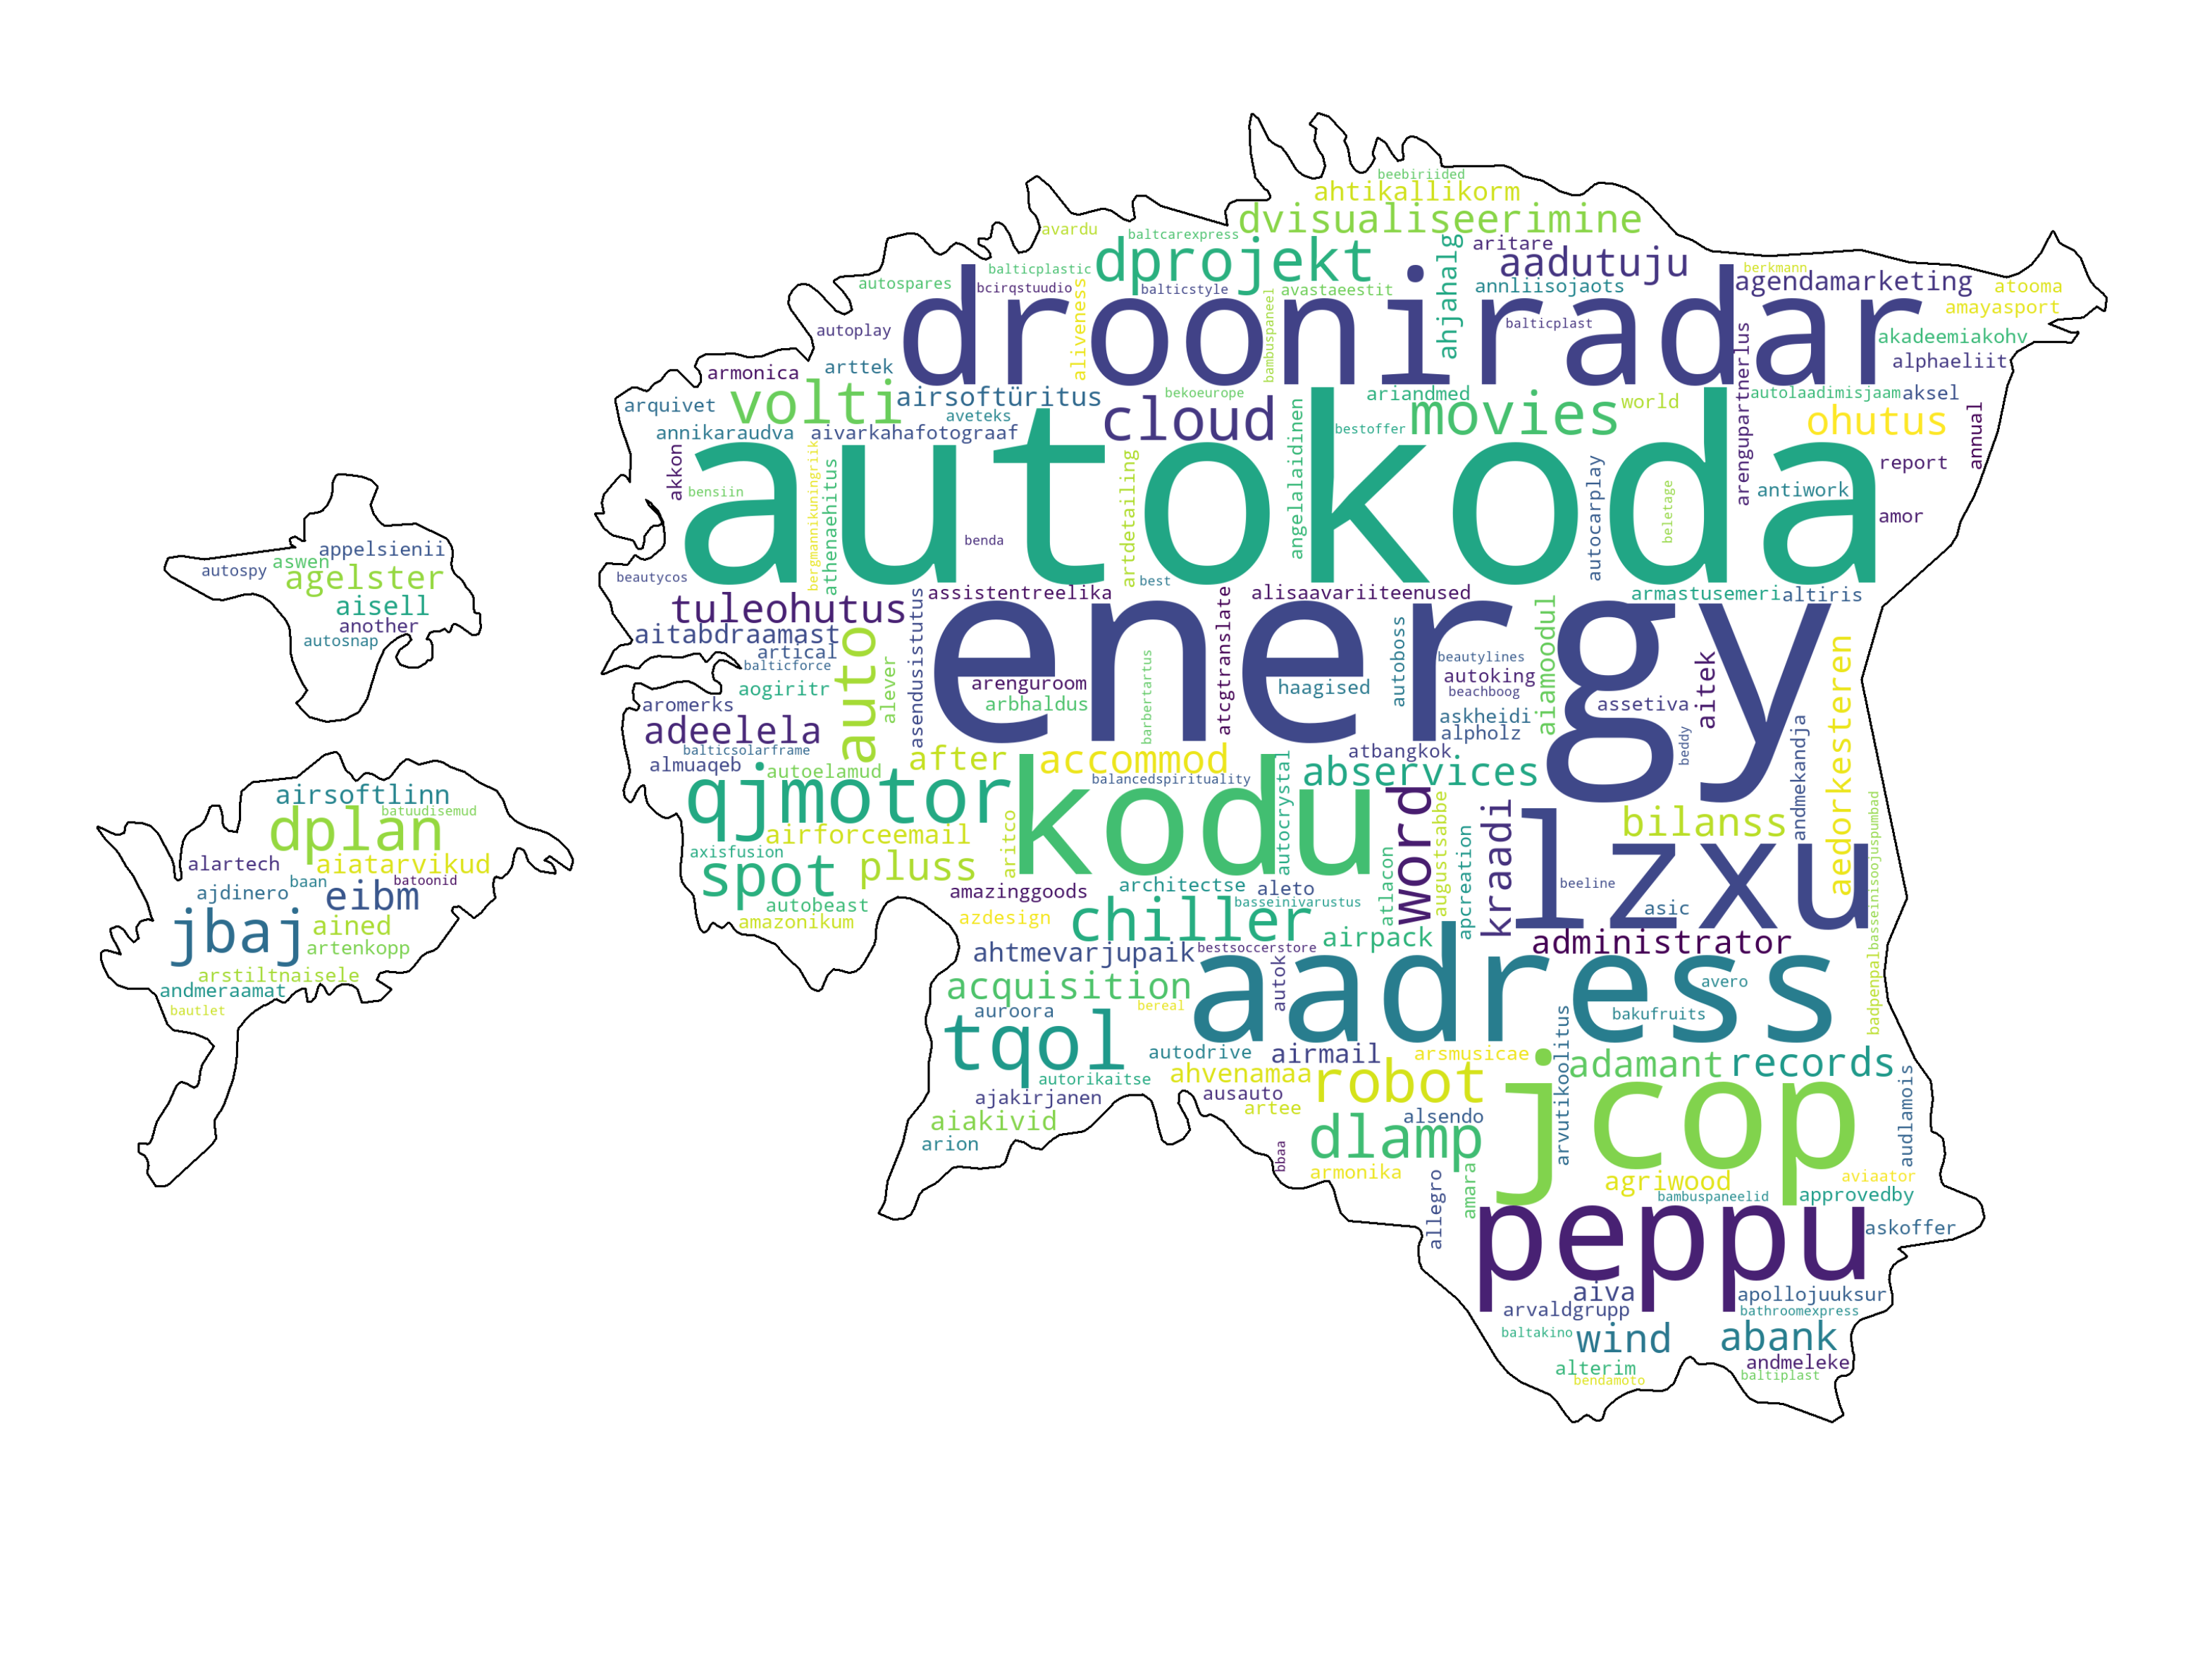 beebiriided
ahtikallikorm
dvisualiseerimine
avardu
baltcarexpress
dprojekt
ahjahalg
aritare
aadutuju
berkmann
agendamarketing
atooma
amayasport
autospares
balticplastic
bcirqstuudio
aliveness
balticstyle
avastaeestit
bambuspaneel
annliisojaots
drooniradar
balticplast
autoplay
akadeemiakohv
alphaeliit
armonica
arttek
volti
airsoftüritus
bekoeurope
ariandmed
world
autolaadimisjaam
aksel
arquivet
aveteks
cloud
movies
bestoffer
arengupartnerlus
ohutus
annual
annikaraudva
aivarkahafotograaf
angelalaidinen
autokoda
akkon
bensiin
bergmannikuningriik
athenaehitus
benda
artdetailing
best
autocarplay
beletage
antiwork
report
amor
appelsienii
autospy
aswen
agelster
aisell
another
autosnap
beautycos
assistentreelika
alisaavariiteenused
armastusemeri
altiris
tuleohutus
aitabdraamast
artical
balticforce
auto
aogiritr
alever
asendusistutus
energy
arenguroom
arbhaldus
barbertartus
atcgtranslate
haagised
autoboss
beautylines
autoking
beachboog
askheidi
alpholz
aiamoodul
assetiva
aitek
beddy
andmekandja
aedorkesteren
aromerks
adeelela
balticsolarframe
almuaqeb
autoelamud
after
accommod
balancedspirituality
atbangkok
abservices
autocrystal
qjmotor
airforceemail
axisfusion
spot
pluss
aritco
kodu
word
augustsabbe
apcreation
kraadi
lzxu
bilanss
beeline
asic
badpenpalbasseinisoojuspumbad
autobeast
amazonikum
amazinggoods
azdesign
architectse
aleto
basseinivarustus
chiller
atlacon
airpack
administrator
airsoftlinn
batuudisemud
dplan
alartech
aiatarvikud
baan
batoonid
ajdinero
eibm
jbaj
ained
artenkopp
arstiltnaisele
andmeraamat
bautlet
ahtmevarjupaik
bestsoccerstore
acquisition
autok
auroora
bereal
aadress
avero
bakufruits
tqol
autodrive
airmail
arsmusicae
autorikaitse
ahvenamaa
robot
arvutikoolitus
adamant
records
ajakirjanen
ausauto
artee
aiakivid
arion
alsendo
dlamp
bbaa
armonika
jcop
audlamois
allegro
amara
agriwood
aviaator
bambuspaneelid
approvedby
askoffer
peppu
aiva
apollojuuksur
arvaldgrupp
bathroomexpress
baltakino
wind
abank
alterim
andmeleke
bendamoto
baltiplast